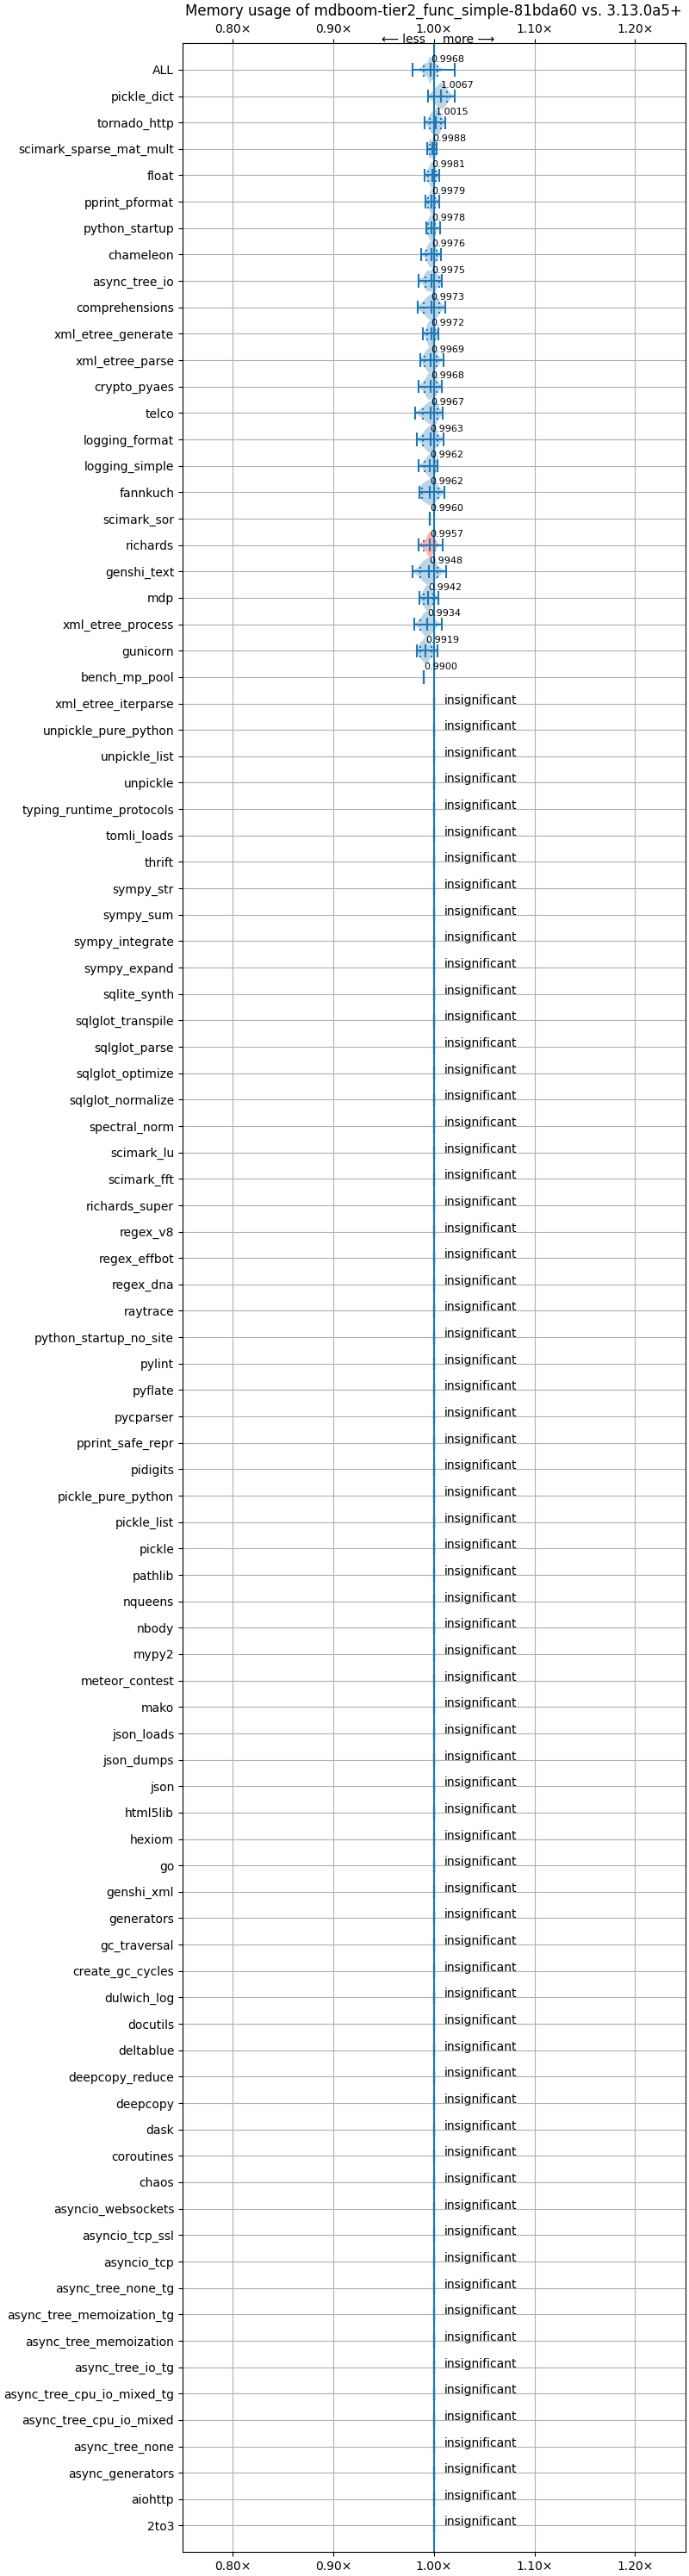 Memory usage of mdboom-tier2_func_simple-81bda60 vs. 3.13.0a5+
0.80× 0.90× 1.00× 1.10× 1.20×
⟵ less more ⟶
ALL 0.9968
pickle_dict 1.0067
tornado_http 1.0015
scimark_sparse_mat_mult 0.9988
float 0.9981
pprint_pformat 0.9979
python_startup 0.9978
chameleon 0.9976
async_tree_io 0.9975
comprehensions 0.9973
xml_etree_generate 0.9972
xml_etree_parse 0.9969
crypto_pyaes 0.9968
telco 0.9967
logging_format 0.9963
logging_simple 0.9962
fannkuch 0.9962
scimark_sor 0.9960
richards 0.9957
genshi_text 0.9948
mdp 0.9942
xml_etree_process 0.9934
gunicorn 0.9919
bench_mp_pool 0.9900
xml_etree_iterparse insignificant
unpickle_pure_python insignificant
unpickle_list insignificant
unpickle insignificant
typing_runtime_protocols insignificant
tomli_loads insignificant
thrift insignificant
sympy_str insignificant
sympy_sum insignificant
sympy_integrate insignificant
sympy_expand insignificant
sqlite_synth insignificant
sqlglot_transpile insignificant
sqlglot_parse insignificant
sqlglot_optimize insignificant
sqlglot_normalize insignificant
spectral_norm insignificant
scimark_lu insignificant
scimark_fft insignificant
richards_super insignificant
regex_v8 insignificant
regex_effbot insignificant
regex_dna insignificant
raytrace insignificant
python_startup_no_site insignificant
pylint insignificant
pyflate insignificant
pycparser insignificant
pprint_safe_repr insignificant
pidigits insignificant
pickle_pure_python insignificant
pickle_list insignificant
pickle insignificant
pathlib insignificant
nqueens insignificant
nbody insignificant
mypy2 insignificant
meteor_contest insignificant
mako insignificant
json_loads insignificant
json_dumps insignificant
json insignificant
html5lib insignificant
hexiom insignificant
go insignificant
genshi_xml insignificant
generators insignificant
gc_traversal insignificant
create_gc_cycles insignificant
dulwich_log insignificant
docutils insignificant
deltablue insignificant
deepcopy_reduce insignificant
deepcopy insignificant
dask insignificant
coroutines insignificant
chaos insignificant
asyncio_websockets insignificant
asyncio_tcp_ssl insignificant
asyncio_tcp insignificant
async_tree_none_tg insignificant
async_tree_memoization_tg insignificant
async_tree_memoization insignificant
async_tree_io_tg insignificant
async_tree_cpu_io_mixed_tg insignificant
async_tree_cpu_io_mixed insignificant
async_tree_none insignificant
async_generators insignificant
aiohttp insignificant
2to3 insignificant
0.80× 0.90× 1.00× 1.10× 1.20×